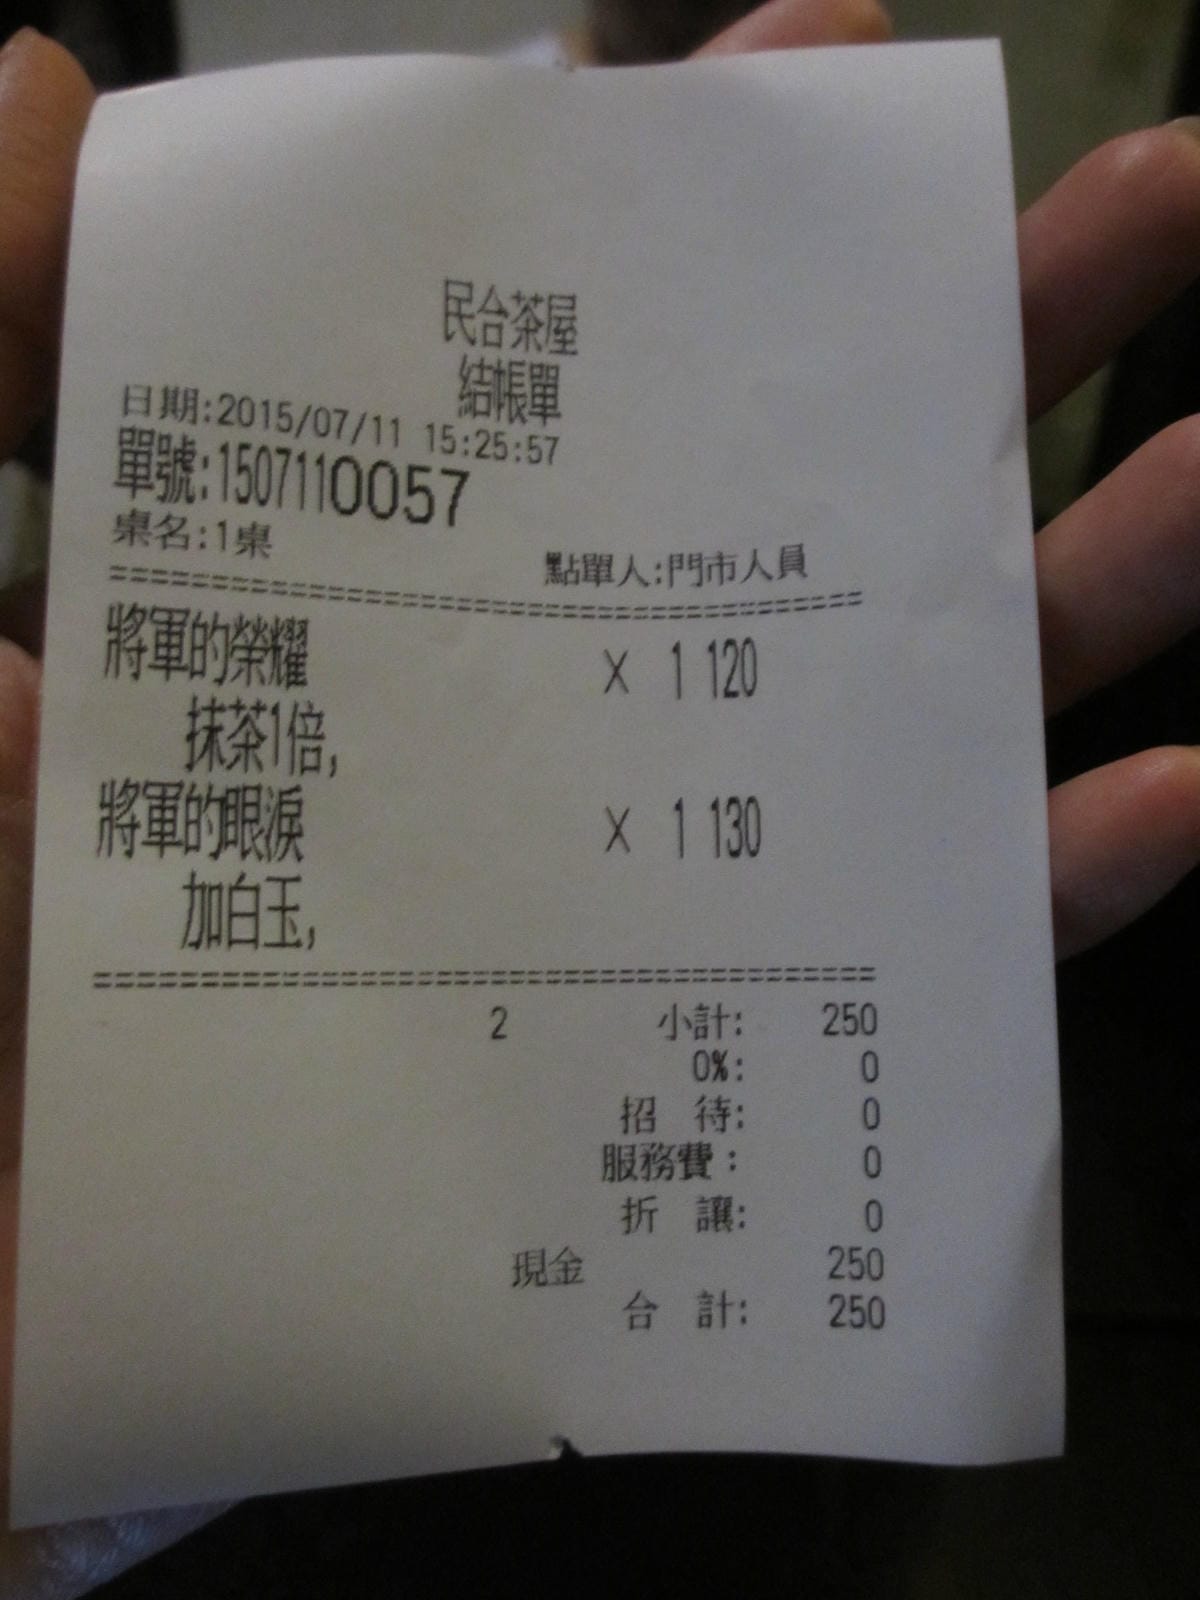 民合茶屋
結帳單
日期:2015/07/11 15:25:57
單號:1507110057
桌名:1桌 點單人:門市人員
========================================
將軍的榮耀 X 1 120
抹茶1倍,
將軍的眼淚 X 1 130
加白玉,
========================================
2 小計: 250
0%: 0
招 待: 0
服務費: 0
折 讓: 0
現金 250
合 計: 250